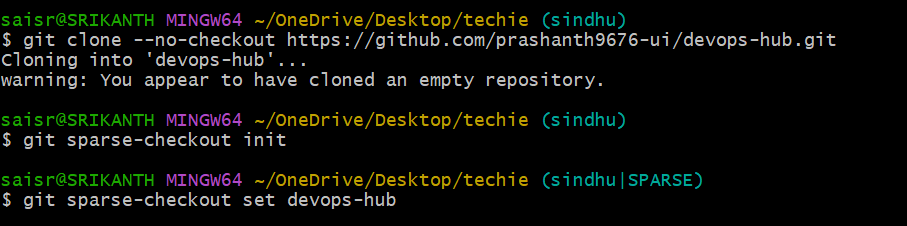 saisr@SRIKANTH MINGW64 ~/OneDrive/Desktop/techie (sindhu)
$ git clone --no-checkout https://github.com/prashanth9676-ui/devops-hub.git
Cloning into 'devops-hub'...
warning: You appear to have cloned an empty repository.
saisr@SRIKANTH MINGW64 ~/OneDrive/Desktop/techie (sindhu)
$ git sparse-checkout init
saisr@SRIKANTH MINGW64 ~/OneDrive/Desktop/techie (sindhu|SPARSE)
$ git sparse-checkout set devops-hub